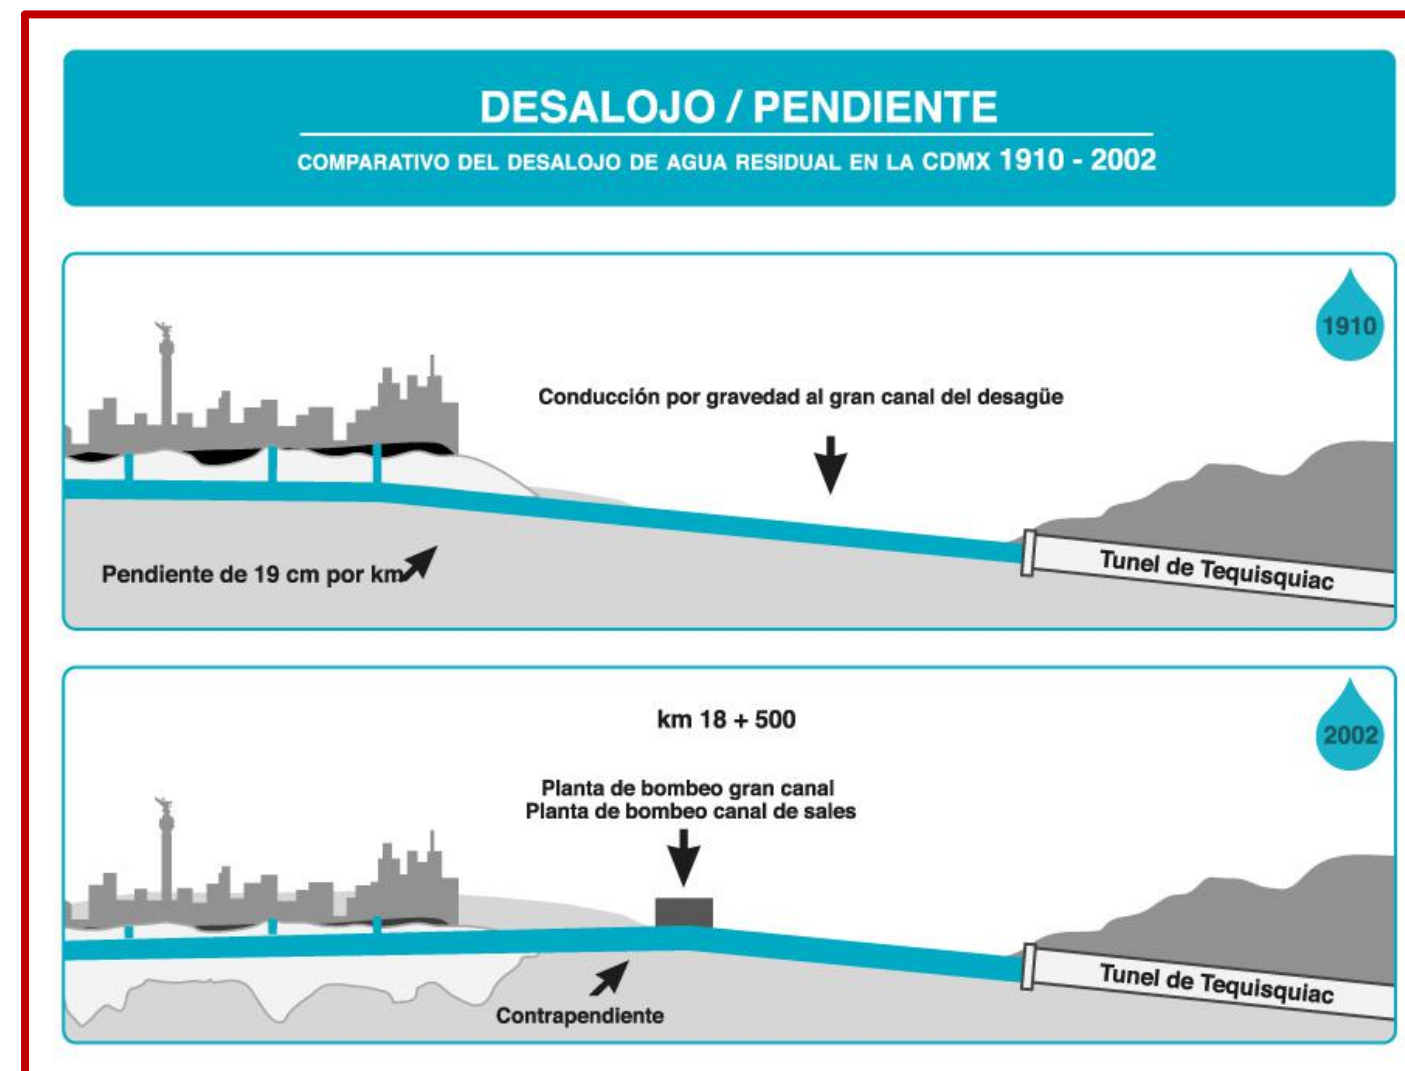 DESALOJO / PENDIENTE
COMPARATIVO DEL DESALOJO DE AGUA RESIDUAL EN LA CDMX 1910 - 2002
1910
Conducción por gravedad al gran canal del desagüe
Pendiente de 19 cm por km
Tunel de Tequisquiac
km 18 + 500
2002
Planta de bombeo gran canal
Planta de bombeo canal de sales
Tunel de Tequisquiac
Contrapendiente